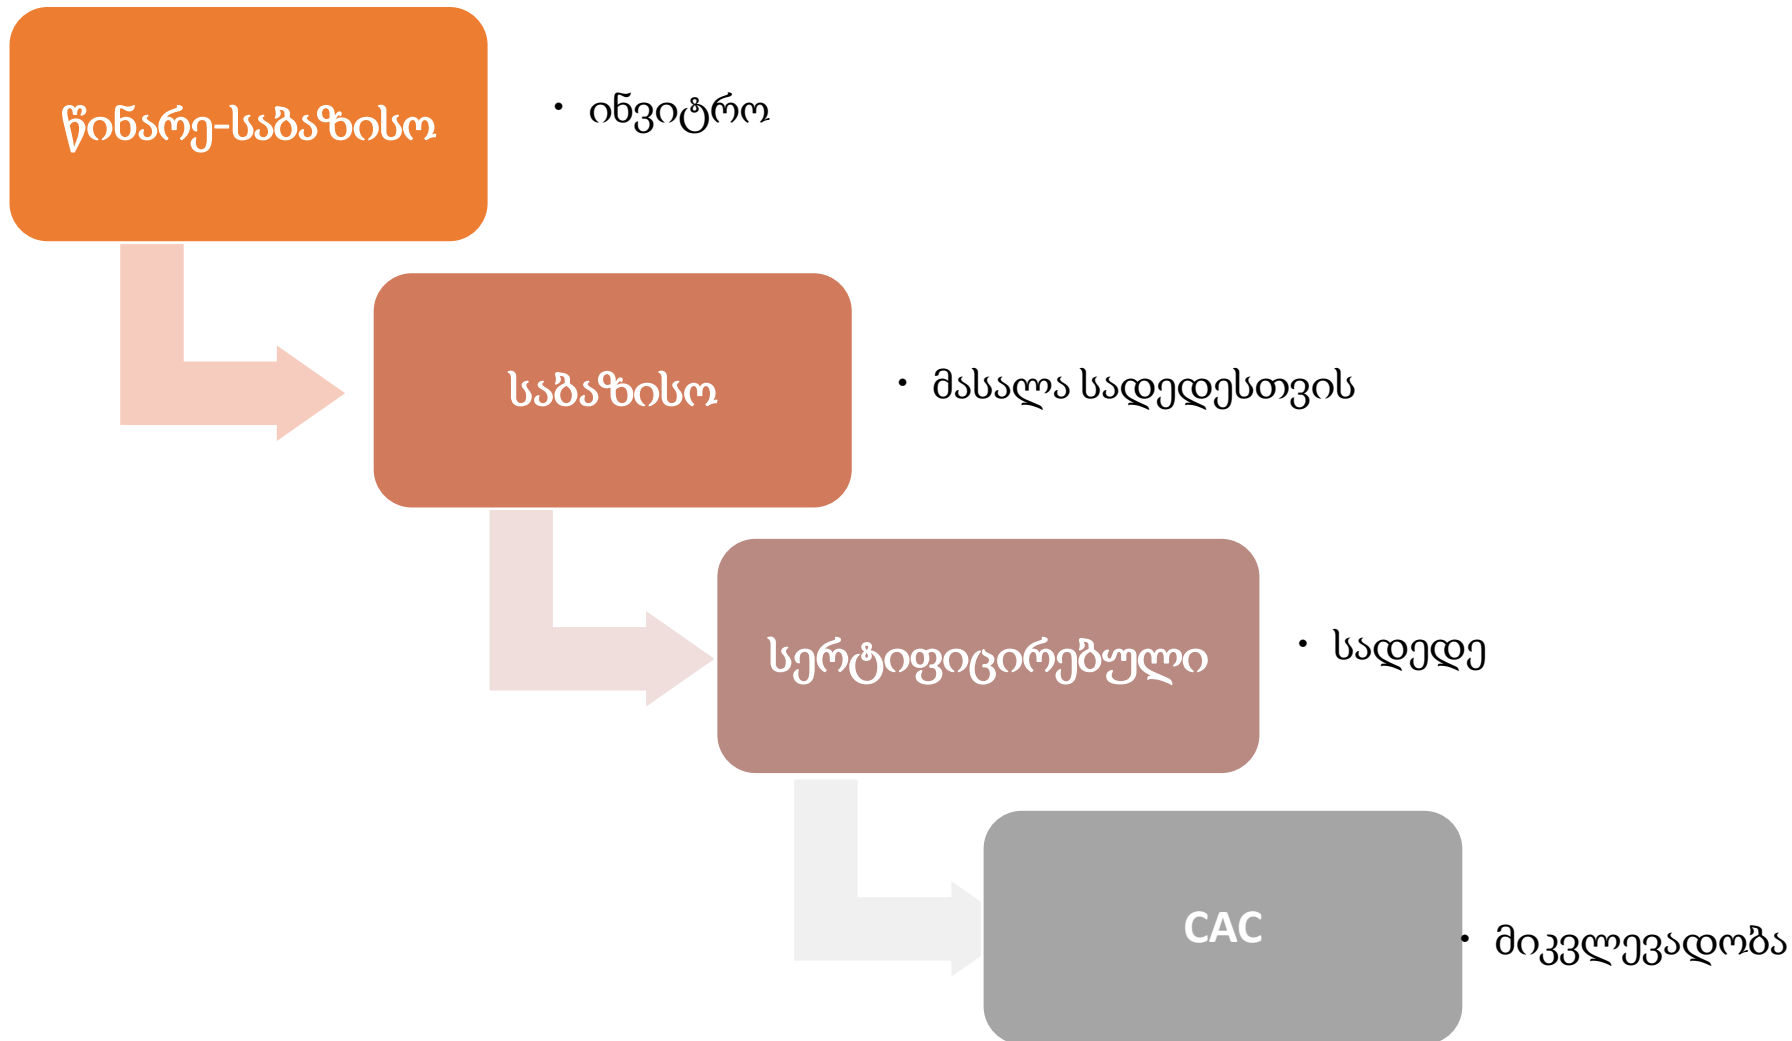 წინარე-საბაზისო
• ინვიტრო
საბაზისო
• მასალა სადედესთვის
სერტიფიცირებული
• სადედე
CAC
• მიკვლევადობა